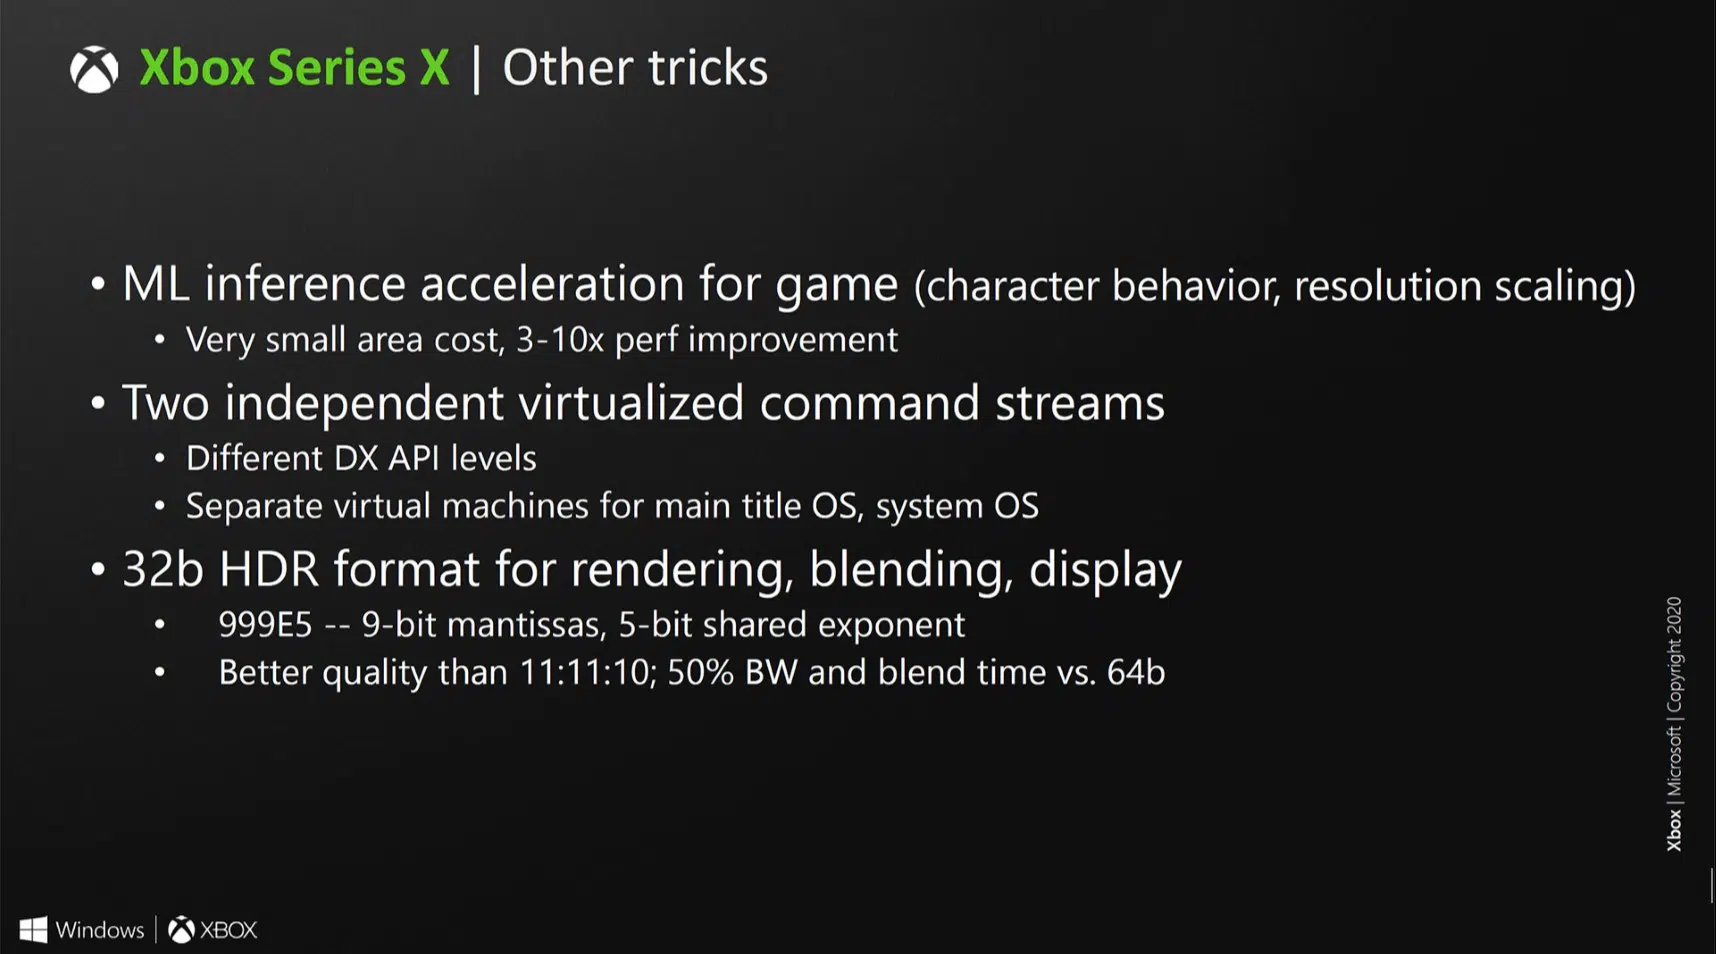 Xbox Series X | Other tricks
• ML inference acceleration for game (character behavior, resolution scaling)
• Very small area cost, 3-10x perf improvement
• Two independent virtualized command streams
• Different DX API levels
• Separate virtual machines for main title OS, system OS
• 32b HDR format for rendering, blending, display
• 999E5 -- 9-bit mantissas, 5-bit shared exponent
• Better quality than 11:11:10; 50% BW and blend time vs. 64b
Xbox | Microsoft | Copyright 2020
Windows | XBOX